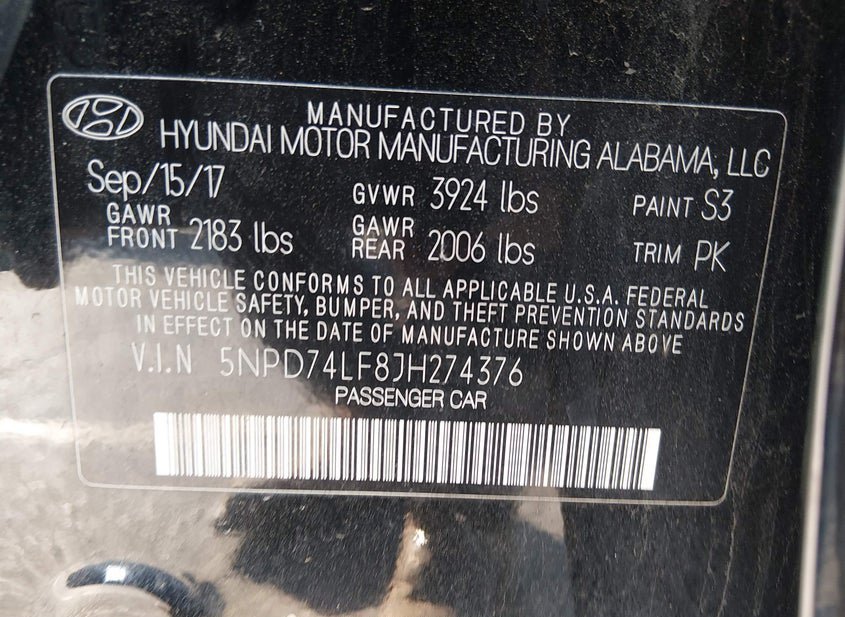 MANUFACTURED BY
HYUNDAI MOTOR MANUFACTURING ALABAMA, LLC
Sep/15/17 GVWR 3924 lbs PAINT S3
GAWR FRONT 2183 lbs GAWR REAR 2006 lbs TRIM PK
THIS VEHICLE CONFORMS TO ALL APPLICABLE U.S.A. FEDERAL
MOTOR VEHICLE SAFETY, BUMPER, AND THEFT PREVENTION STANDARDS
IN EFFECT ON THE DATE OF MANUFACTURE SHOWN ABOVE
V.I.N 5NPD74LF8JH274376
PASSENGER CAR